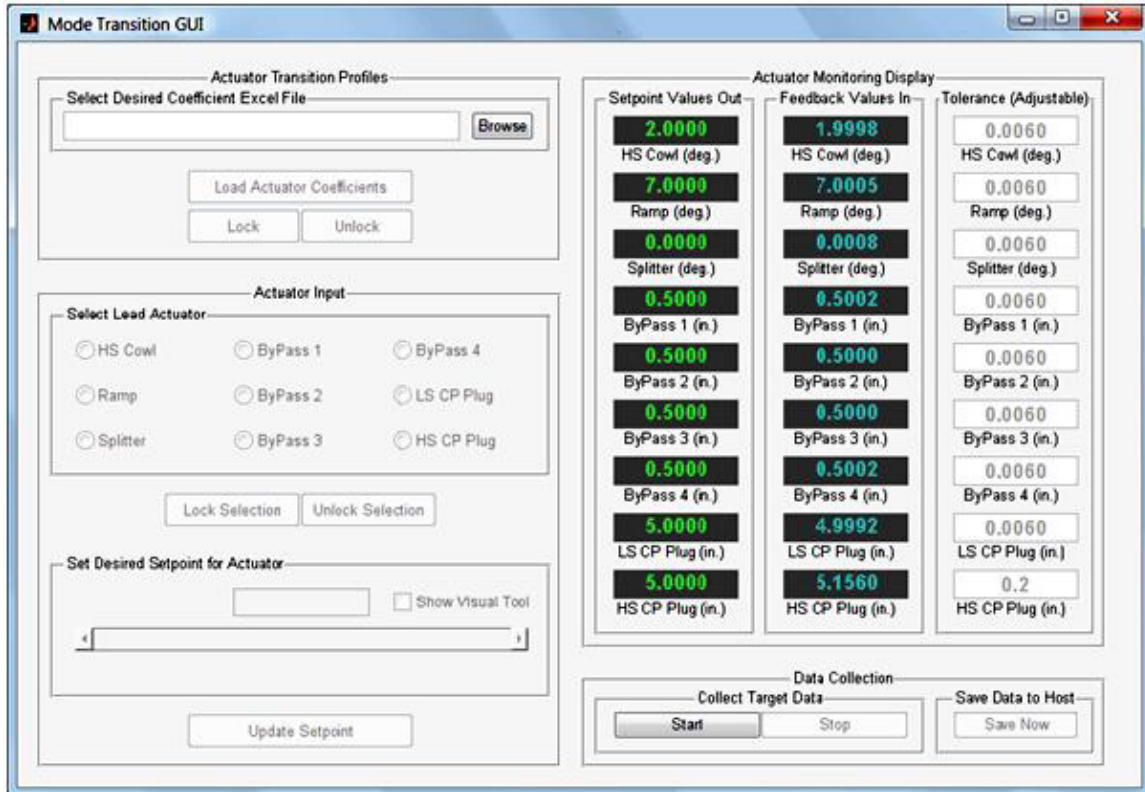 Mode Transition GUI
Actuator Transition Profiles
Select Desired Coefficient Excel File
Browse
Load Actuator Coefficients
Lock Unlock
Actuator Input
Select Lead Actuator
HS Cowl ByPass 1 ByPass 4
Ramp ByPass 2 LS CP Plug
Splitter ByPass 3 HS CP Plug
Lock Selection Unlock Selection
Set Desired Setpoint for Actuator
Show Visual Tool
Update Setpoint
Actuator Monitoring Display
Setpoint Values Out Feedback Values In Tolerance (Adjustable)
2.0000 1.9998 0.0060
HS Cowl (deg.) HS Cowl (deg.) HS Cowl (deg.)
7.0000 7.0005 0.0060
Ramp (deg.) Ramp (deg.) Ramp (deg.)
0.0000 0.0008 0.0060
Splitter (deg.) Splitter (deg.) Splitter (deg.)
0.5000 0.5002 0.0060
ByPass 1 (in.) ByPass 1 (in.) ByPass 1 (in.)
0.5000 0.5000 0.0060
ByPass 2 (in.) ByPass 2 (in.) ByPass 2 (in.)
0.5000 0.5000 0.0060
ByPass 3 (in.) ByPass 3 (in.) ByPass 3 (in.)
0.5000 0.5002 0.0060
ByPass 4 (in.) ByPass 4 (in.) ByPass 4 (in.)
5.0000 4.9992 0.0060
LS CP Plug (in.) LS CP Plug (in.) LS CP Plug (in.)
5.0000 5.1560 0.2
HS CP Plug (in.) HS CP Plug (in.) HS CP Plug (in.)
Data Collection
Collect Target Data Save Data to Host
Start Stop Save Now